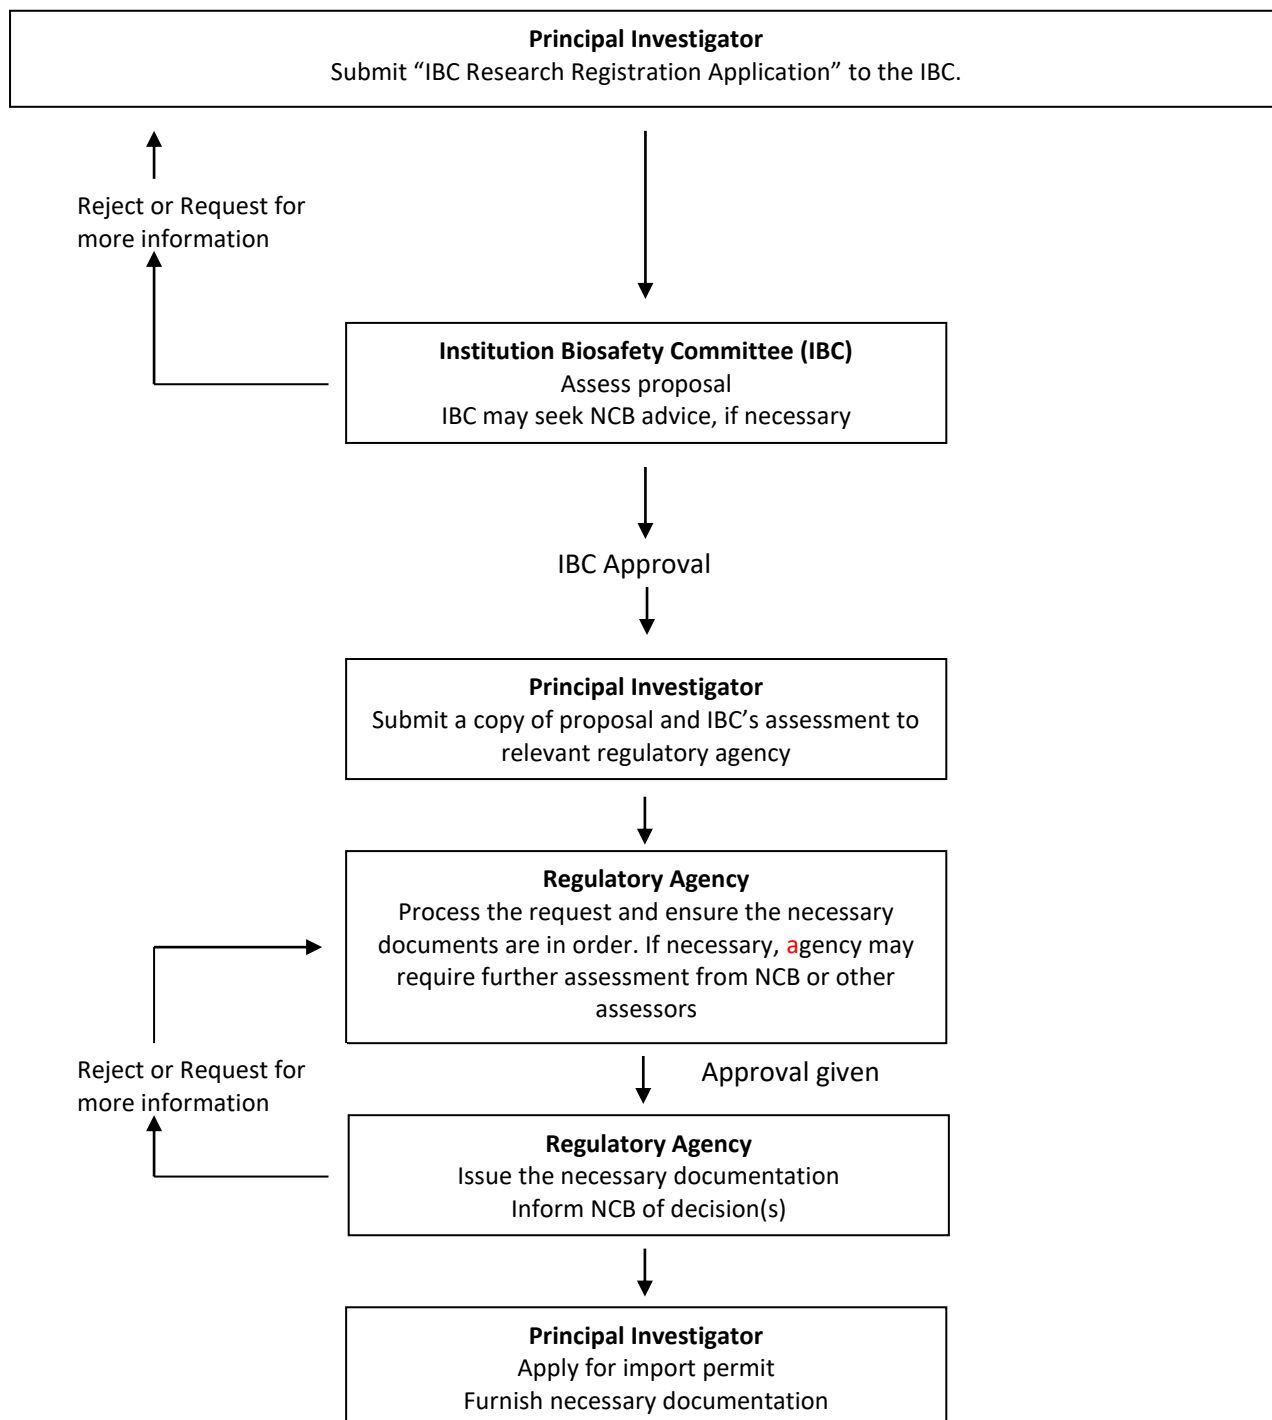 Principal Investigator
Submit “IBC Research Registration Application” to the IBC.
Reject or Request for
more information
Institution Biosafety Committee (IBC)
Assess proposal
IBC may seek NCB advice, if necessary
IBC Approval
Principal Investigator
Submit a copy of proposal and IBC’s assessment to
relevant regulatory agency
Regulatory Agency
Process the request and ensure the necessary
documents are in order. If necessary, agency may
require further assessment from NCB or other
assessors
Reject or Request for
more information
Approval given
Regulatory Agency
Issue the necessary documentation
Inform NCB of decision(s)
Principal Investigator
Apply for import permit
Furnish necessary documentation